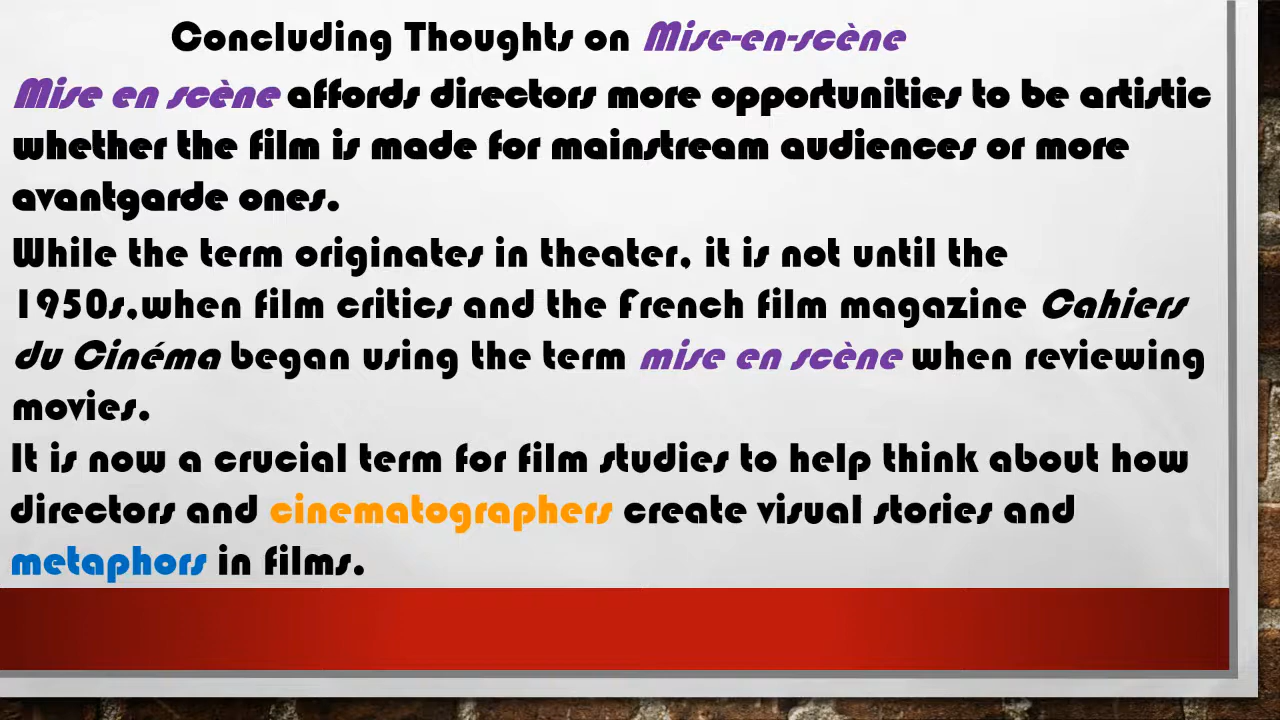 Concluding Thoughts on Mise-en-scène
Mise en scène affords directors more opportunities to be artistic
whether the film is made for mainstream audiences or more
avantgarde ones.
While the term originates in theater, it is not until the
1950s,when film critics and the French film magazine Cahiers
du Cinéma began using the term mise en scène when reviewing
movies.
It is now a crucial term for film studies to help think about how
directors and cinematographers create visual stories and
metaphors in films.